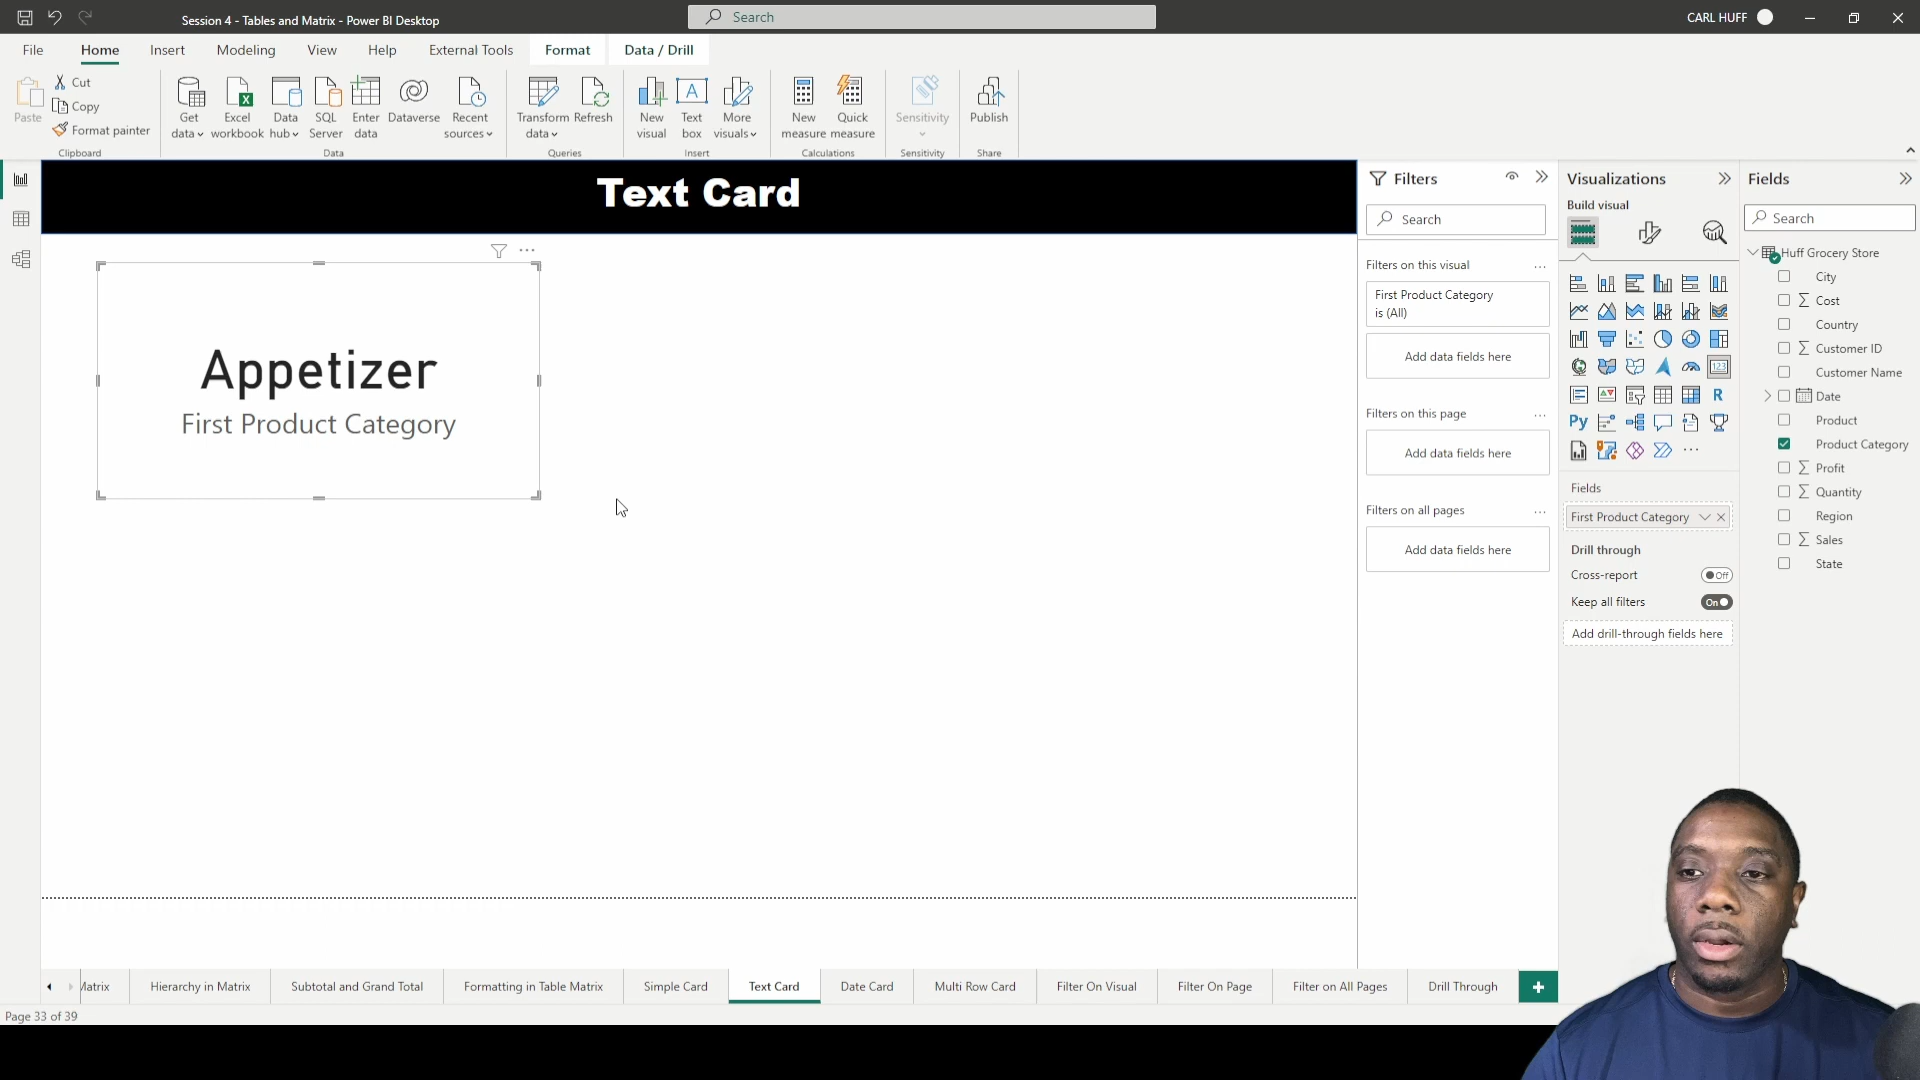 Session 4 - Tables and Matrix - Power BI Desktop
Search
CARL HUFF
File
Home
Insert
Modeling
View
Help
External Tools
Format
Data / Drill
Paste
Cut
Copy
Format painter
Clipboard
Get data
Excel workbook
Data hub
SQL Server
Enter data
Dataverse
Recent sources
Data
Transform data
Refresh
Queries
New visual
Text box
More visuals
Insert
New measure
Quick measure
Calculations
Sensitivity
Sensitivity
Publish
Share
Text Card
Appetizer
First Product Category
Filters
Search
Filters on this visual
First Product Category
is (All)
Add data fields here
Filters on this page
Add data fields here
Filters on all pages
Add data fields here
Visualizations
Build visual
123
R
Py
Fields
First Product Category
Drill through
Cross-report
Off
Keep all filters
On
Add drill-through fields here
Fields
Search
Huff Grocery Store
City
Cost
Country
Customer ID
Customer Name
Date
Product
Product Category
Profit
Quantity
Region
Sales
State
Matrix
Hierarchy in Matrix
Subtotal and Grand Total
Formatting in Table Matrix
Simple Card
Text Card
Date Card
Multi Row Card
Filter On Visual
Filter On Page
Filter on All Pages
Drill Through
Page 33 of 39